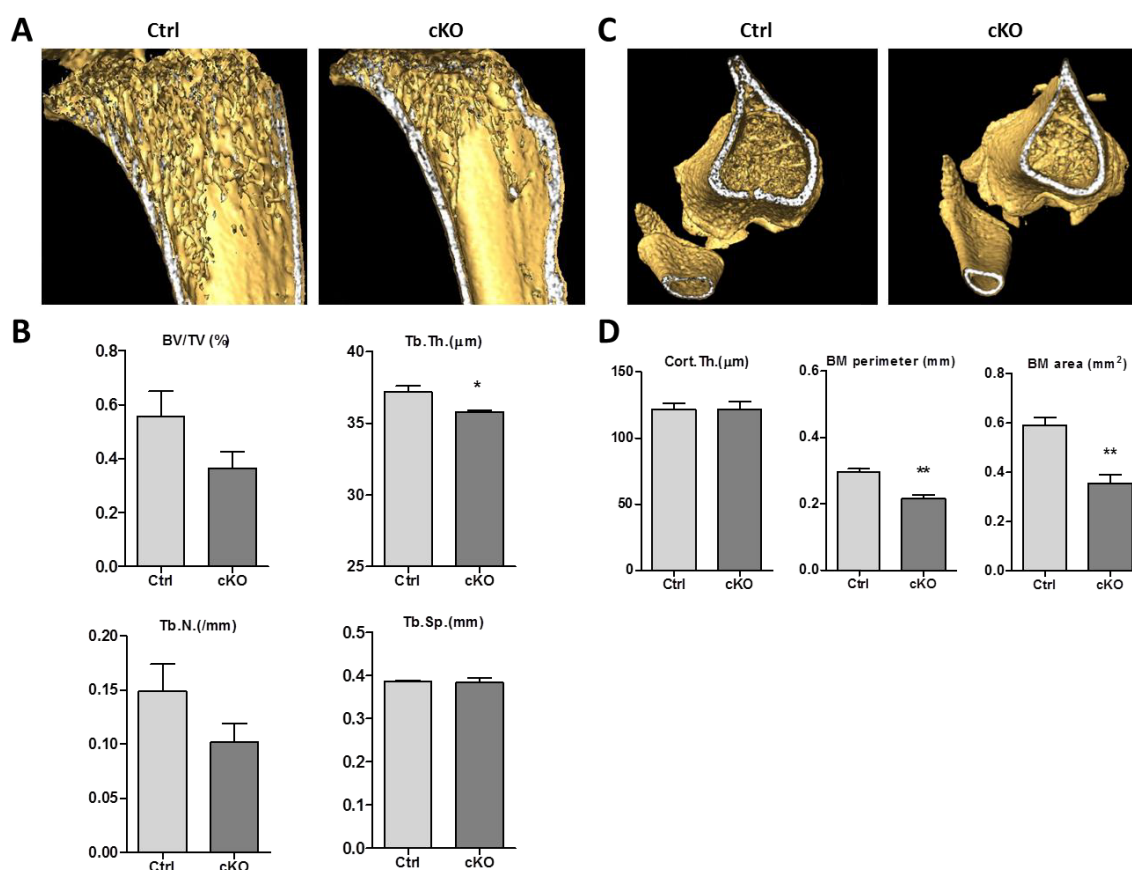 A
Ctrl
cKO
C
Ctrl
cKO
B
BV/TV (%)
0.8
0.6
0.4
0.2
0.0
Ctrl
cKO
Tb.Th.(μm)
40
35
30
25
*
Ctrl
cKO
Tb.N.(/mm)
0.20
0.15
0.10
0.05
0.00
Ctrl
cKO
Tb.Sp.(mm)
0.5
0.4
0.3
0.2
0.1
0.0
Ctrl
cKO
D
Cort.Th.(μm)
150
100
50
0
Ctrl
cKO
BM perimeter (mm)
0.6
0.4
0.2
0.0
**
Ctrl
cKO
BM area (mm²)
0.8
0.6
0.4
0.2
0.0
**
Ctrl
cKO